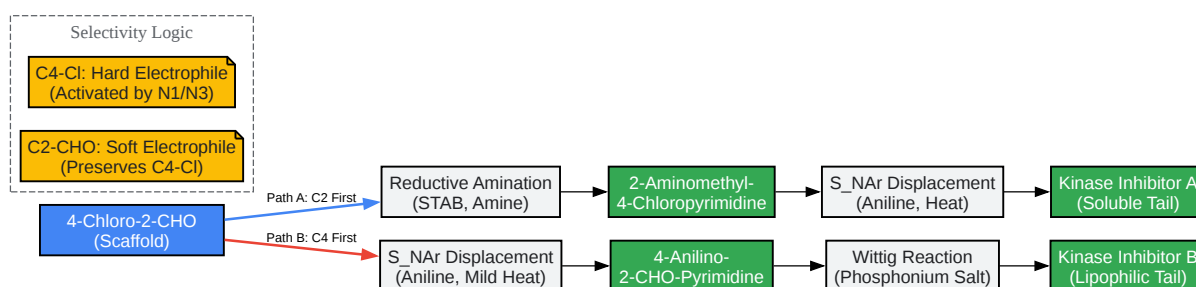 Selectivity Logic
C4-Cl: Hard Electrophile
(Activated by N1/N3)
C2-CHO: Soft Electrophile
(Preserves C4-Cl)
4-Chloro-2-CHO
(Scaffold)
Path A: C2 First
Reductive Amination
(STAB, Amine)
2-Aminomethyl-
4-Chloropyrimidine
S_NAr Displacement
(Aniline, Heat)
Kinase Inhibitor A
(Soluble Tail)
Path B: C4 First
S_NAr Displacement
(Aniline, Mild Heat)
4-Anilino-
2-CHO-Pyrimidine
Wittig Reaction
(Phosphonium Salt)
Kinase Inhibitor B
(Lipophilic Tail)